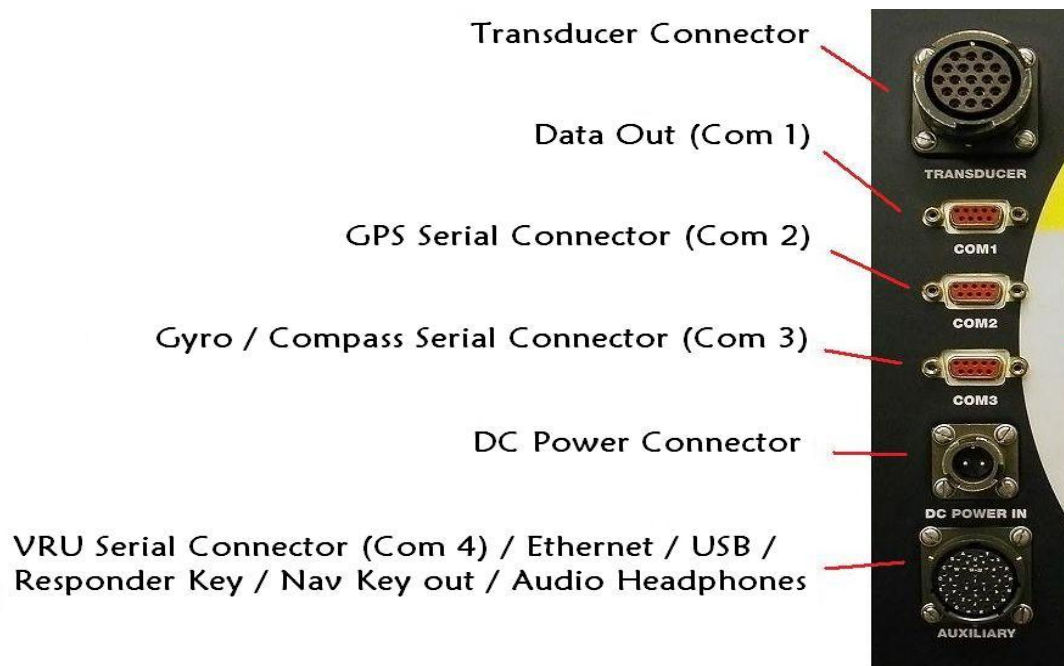 Transducer Connector
TRANSDUCER
Data Out (Com 1)
COM1
GPS Serial Connector (Com 2)
COM2
Gyro / Compass Serial Connector (Com 3)
COM3
DC Power Connector
DC POWER IN
VRU Serial Connector (Com 4) / Ethernet / USB /
Responder Key / Nav Key out / Audio Headphones
AUXILIARY